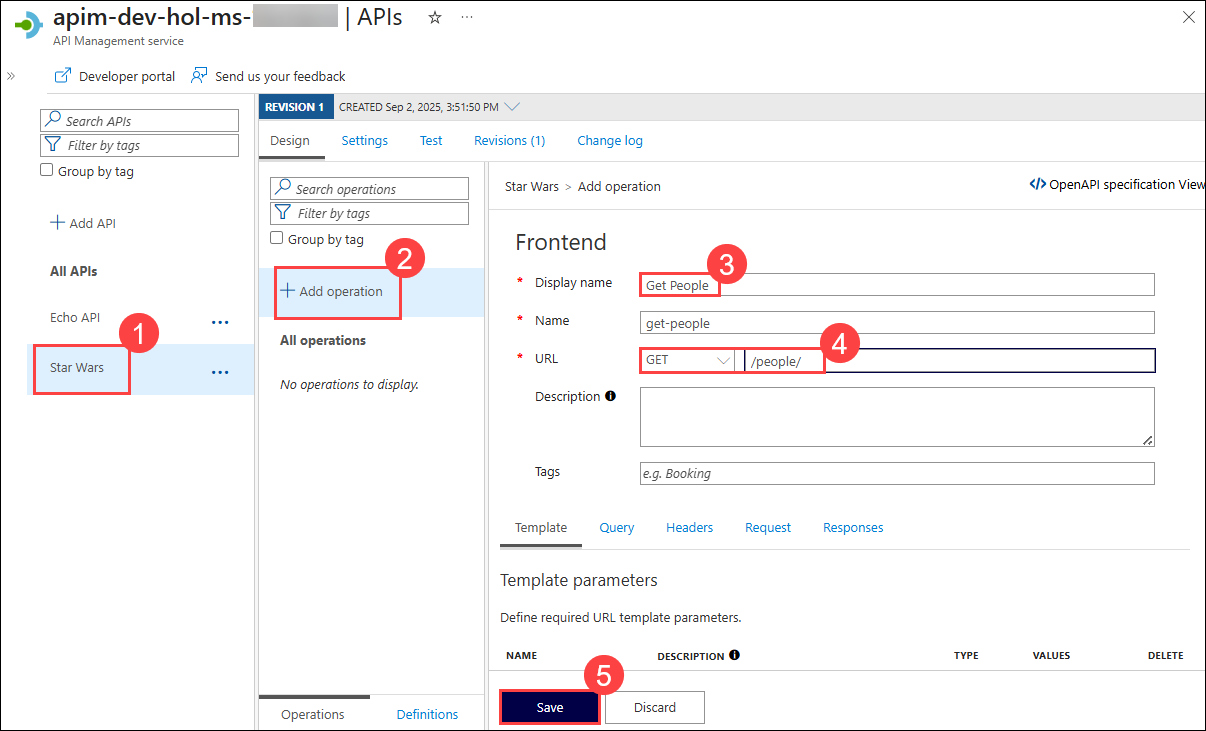 apim-dev-hol-ms- | APIs
API Management service
Developer portal
Send us your feedback
Search APIs
Filter by tags
Group by tag
Add API
All APIs
Echo API
1
Star Wars
REVISION 1 CREATED Sep 2, 2025, 3:51:50 PM
Design Settings Test Revisions (1) Change log
Search operations
Filter by tags
Group by tag
2
Add operation
All operations
No operations to display.
Operations Definitions
Star Wars > Add operation
</> OpenAPI specification View
Frontend
3
* Display name Get People
* Name get-people
4
* URL GET /people/
Description
Tags e.g. Booking
Template Query Headers Request Responses
Template parameters
Define required URL template parameters.
NAME DESCRIPTION TYPE VALUES DELETE
5
Save Discard